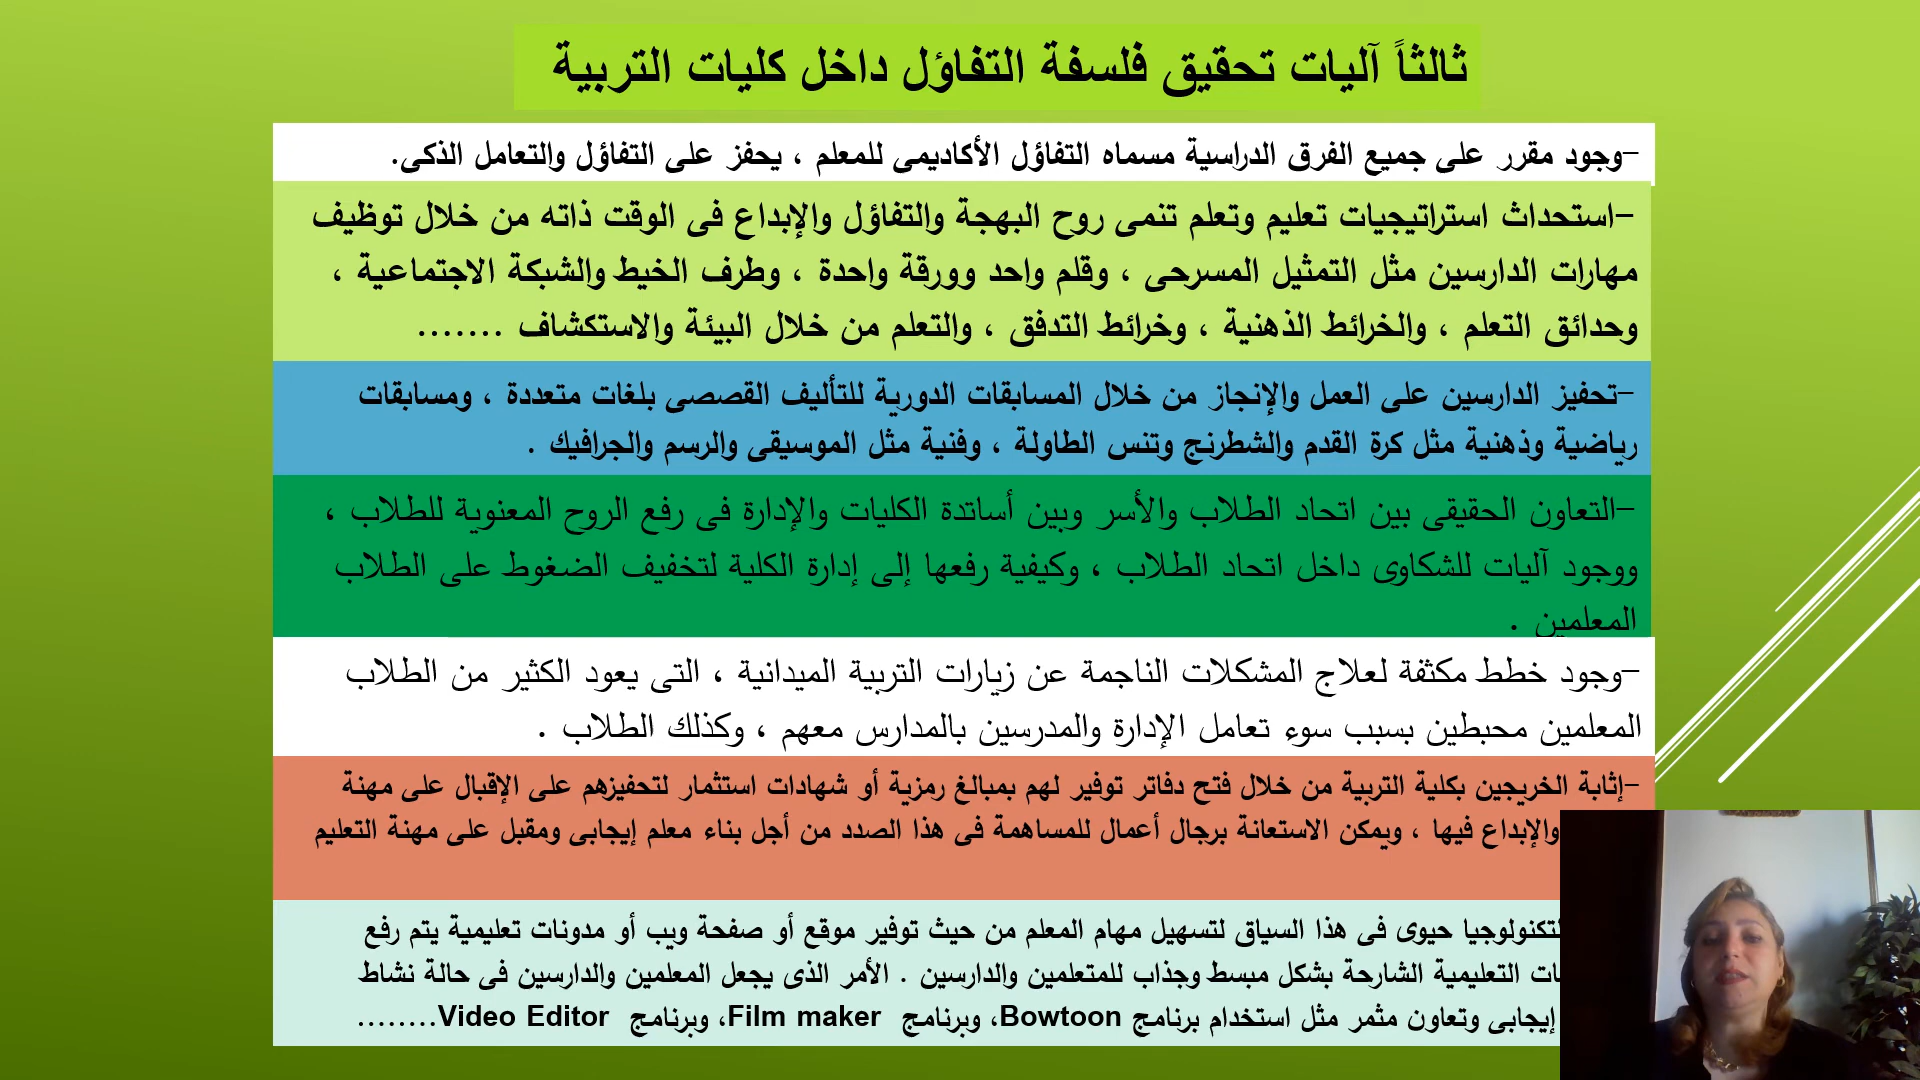 ثالثاً آليات تحقيق فلسفة التفاؤل داخل كليات التربية
-وجود مقرر على جميع الفرق الدراسية مسماه التفاؤل الأكاديمى للمعلم ، يحفز على التفاؤل والتعامل الذكى.
-استحداث استراتيجيات تعليم وتعلم تنمى روح البهجة والتفاؤل والإبداع فى الوقت ذاته من خلال توظيف
مهارات الدارسين مثل التمثيل المسرحى ، وقلم واحد وورقة واحدة ، وطرف الخيط والشبكة الاجتماعية ،
وحدائق التعلم ، والخرائط الذهنية ، وخرائط التدفق ، والتعلم من خلال البيئة والاستكشاف .......
-تحفيز الدارسين على العمل والإنجاز من خلال المسابقات الدورية للتأليف القصصى بلغات متعددة ، ومسابقات
رياضية وذهنية مثل كرة القدم والشطرنج وتنس الطاولة ، وفنية مثل الموسيقى والرسم والجرافيك .
-التعاون الحقيقى بين اتحاد الطلاب والأسر وبين أساتدة الكليات والإدارة فى رفع الروح المعنوية للطلاب ،
ووجود آليات للشكاوى داخل اتحاد الطلاب ، وكيفية رفعها إلى إدارة الكلية لتخفيف الضغوط على الطلاب
المعلمين .
-وجود خطط مكثفة لعلاج المشكلات الناجمة عن زيارات التربية الميدانية ، التى يعود الكثير من الطلاب
المعلمين محبطين بسبب سوء تعامل الإدارة والمدرسين بالمدارس معهم ، وكذلك الطلاب .
-إثابة الخريجين بكلية التربية من خلال فتح دفاتر توفير لهم بمبالغ رمزية أو شهادات استثمار لتحفيزهم على الإقبال على مهنة
والإبداع فيها ، ويمكن الاستعانة برجال أعمال للمساهمة فى هذا الصدد من أجل بناء معلم إيجابى ومقبل على مهنة التعليم
لتكنولوجيا حيوى فى هذا السياق لتسهيل مهام المعلم من حيث توفير موقع أو صفحة ويب أو مدونات تعليمية يتم رفع
ات التعليمية الشارحة بشكل مبسط وجذاب للمتعلمين والدارسين . الأمر الذى يجعل المعلمين والدارسين فى حالة نشاط
إيجابى وتعاون مثمر مثل استخدام برنامج Bowtoon، وبرنامج Film maker، وبرنامج Video Editor........